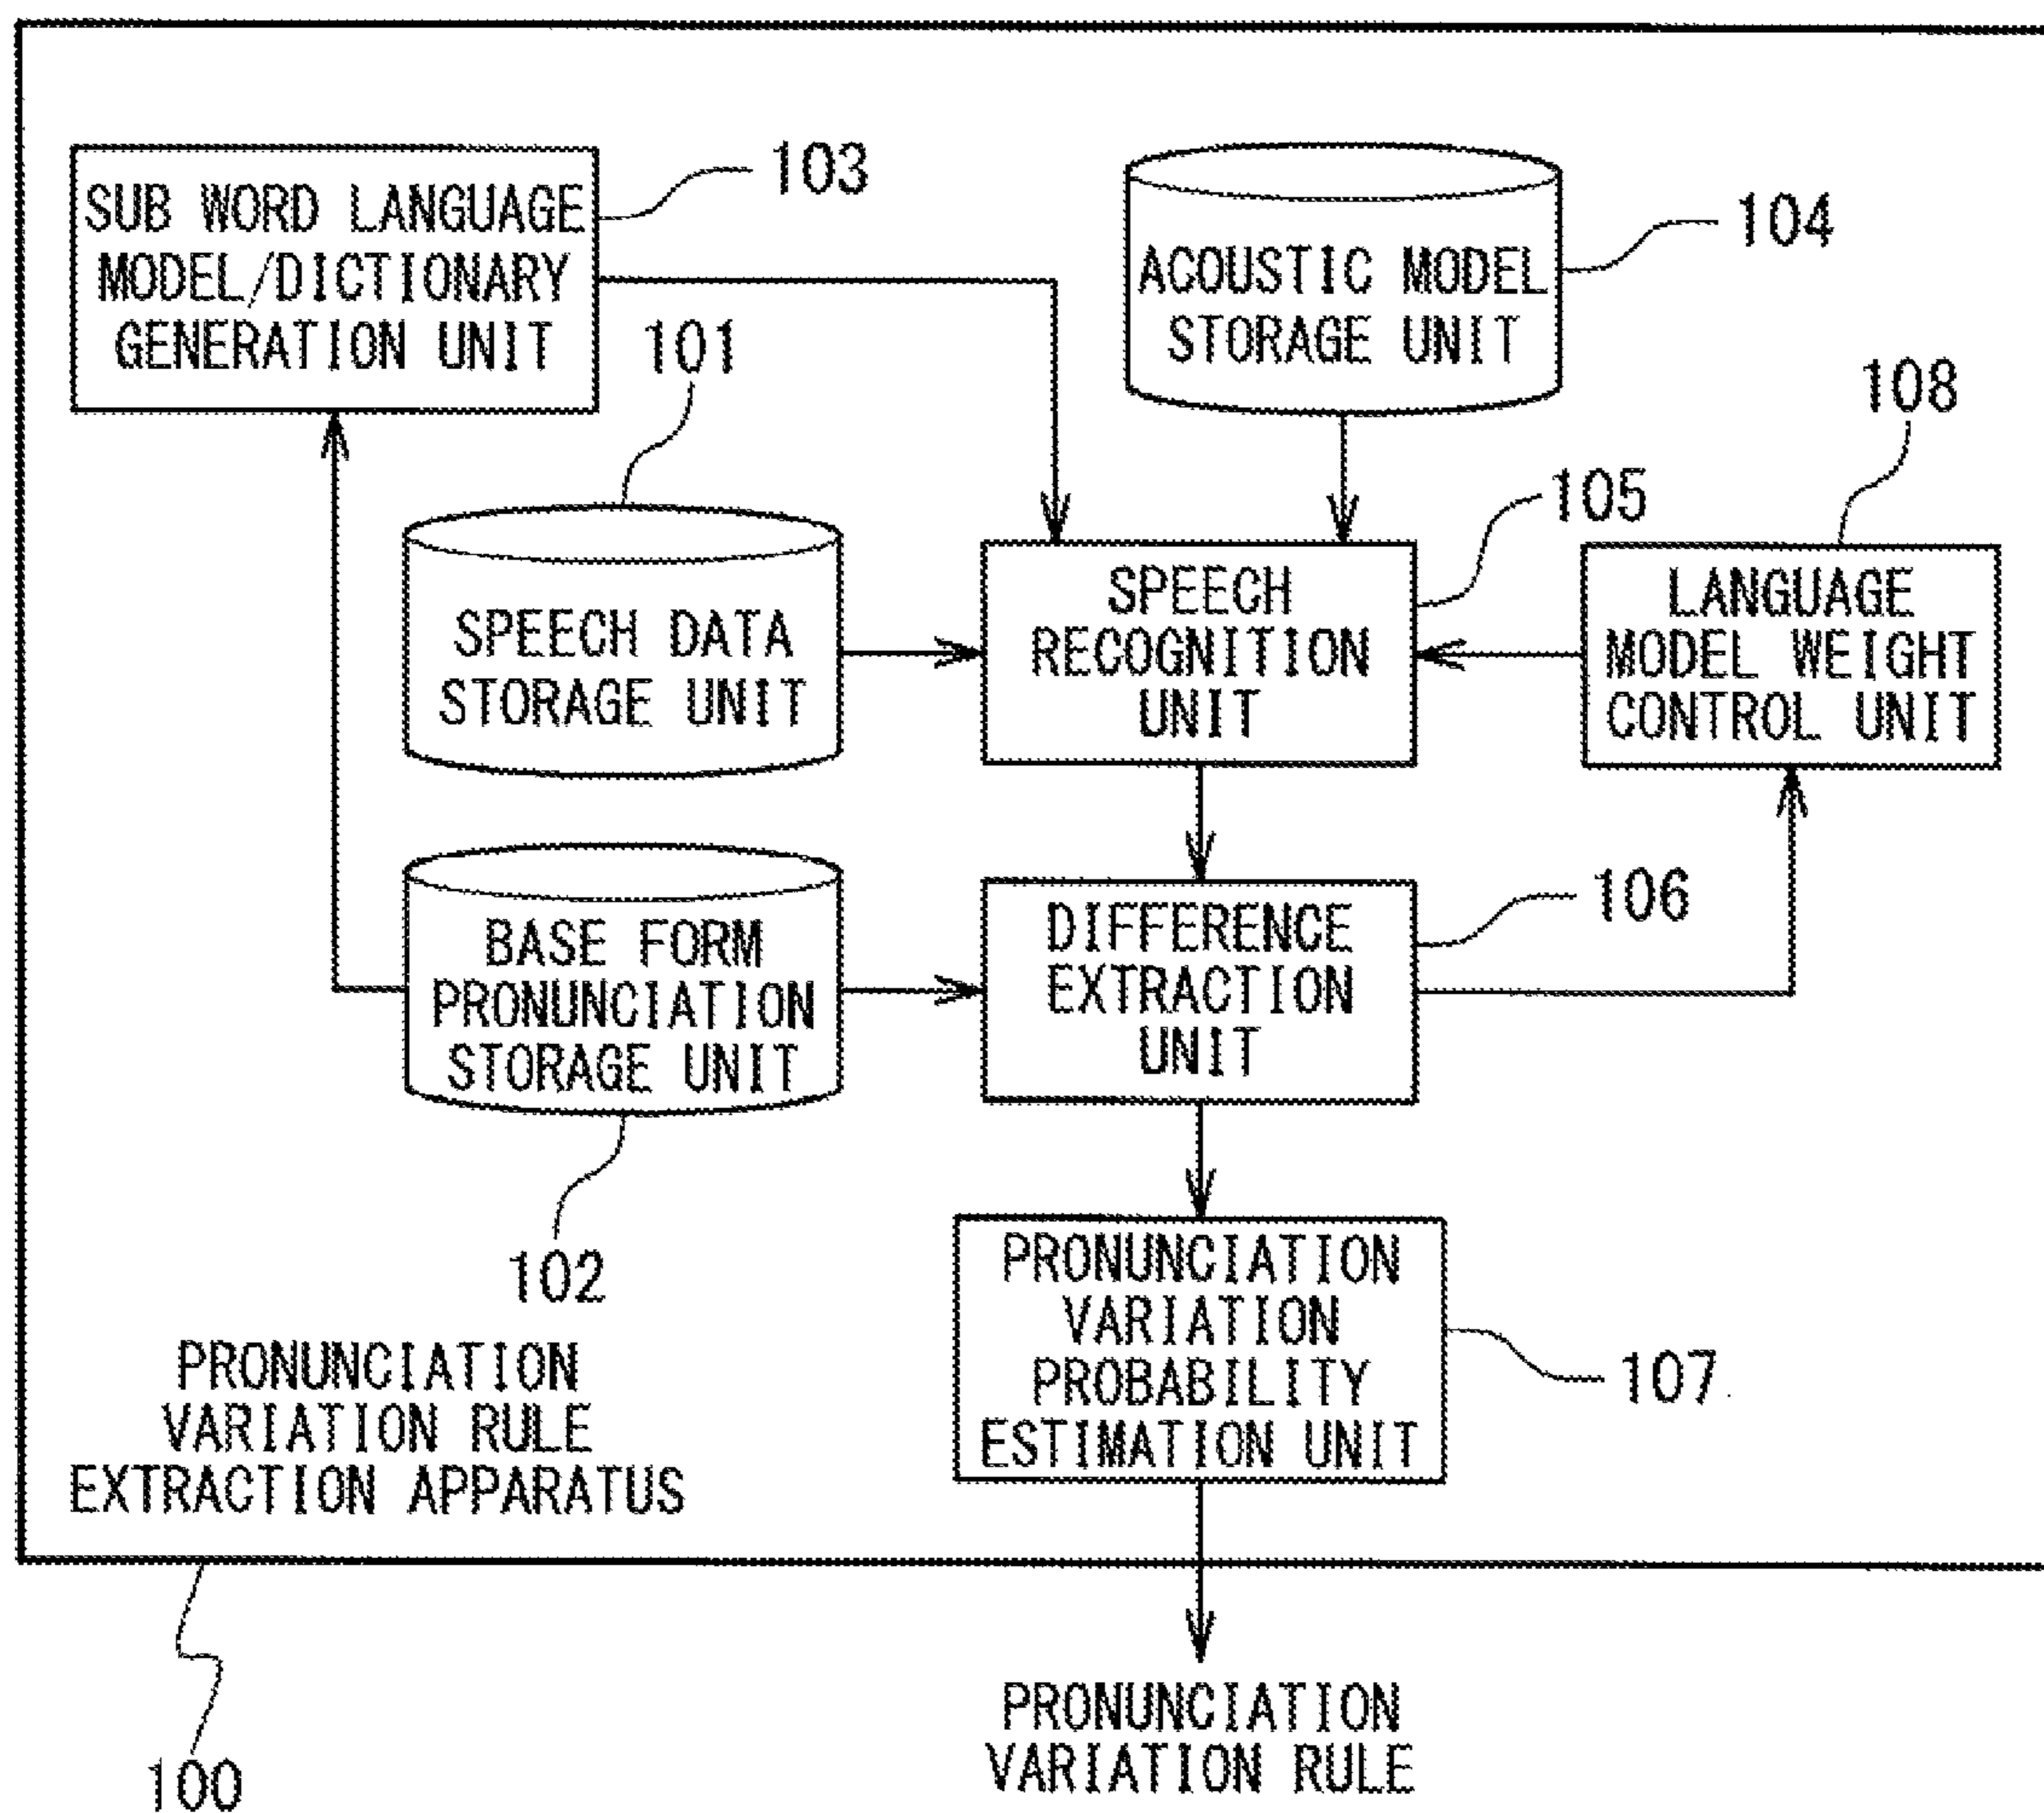 SUB WORD LANGUAGE
MODEL/DICTIONARY
GENERATION UNIT
103
ACOUSTIC MODEL
STORAGE UNIT
104
101
SPEECH DATA
STORAGE UNIT
SPEECH
RECOGNITION
UNIT
105
108
LANGUAGE
MODEL WEIGHT
CONTROL UNIT
BASE FORM
PRONUNCIATION
STORAGE UNIT
102
DIFFERENCE
EXTRACTION
UNIT
106
PRONUNCIATION
VARIATION
PROBABILITY
ESTIMATION UNIT
107
PRONUNCIATION
VARIATION RULE
EXTRACTION APPARATUS
100
PRONUNCIATION
VARIATION RULE